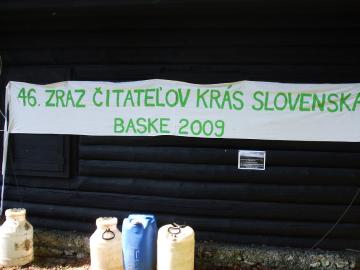 46. ZRAZ ČITATEĽOV KRÁS SLOVENSKA
BASKE 2009